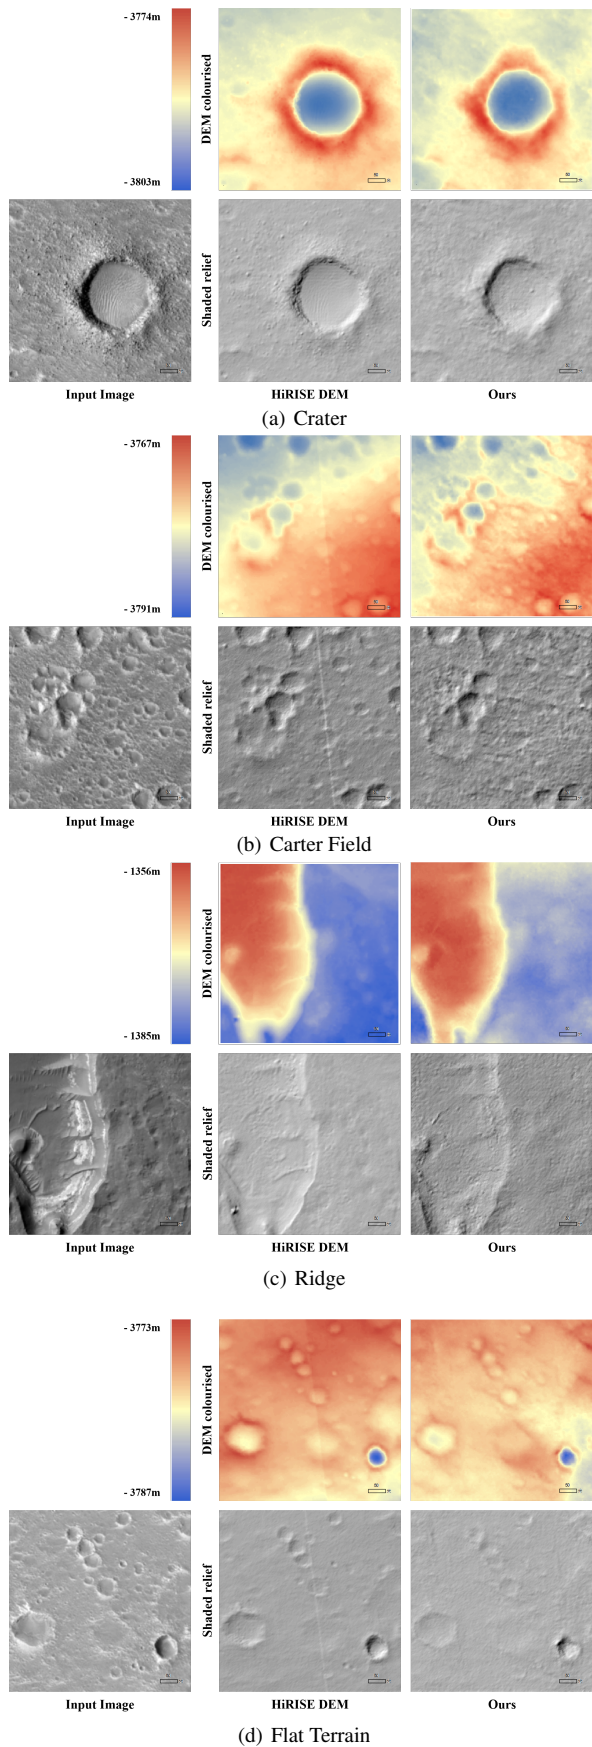 - 3774m
DEM colourised
- 3803m
Shaded relief
Input Image HiRISE DEM Ours
(a) Crater
- 3767m
DEM colourised
- 3791m
Shaded relief
Input Image HiRISE DEM Ours
(b) Carter Field
- 1356m
DEM colourised
- 1385m
Shaded relief
Input Image HiRISE DEM Ours
(c) Ridge
- 3773m
DEM colourised
- 3787m
Shaded relief
Input Image HiRISE DEM Ours
(d) Flat Terrain